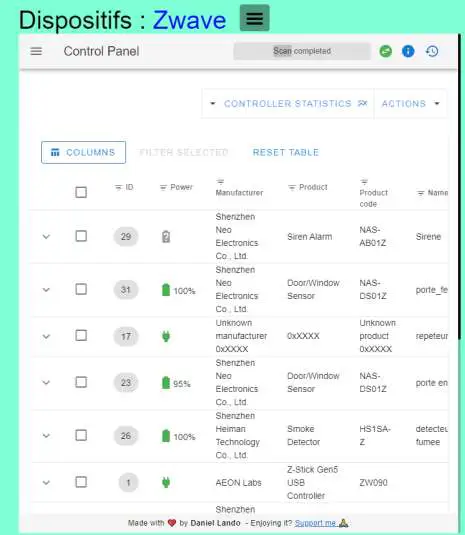 Dispositifs : Zwave
Control Panel
Scan completed
CONTROLLER STATISTICS
ACTIONS
COLUMNS
FILTER SELECTED
RESET TABLE
ID
Power
Manufacturer
Product
Product
code
Name
29
Shenzhen
Neo
Electronics
Co., Ltd.
Siren Alarm
NAS-
AB01Z
Sirene
31
100%
Shenzhen
Neo
Electronics
Co., Ltd.
Door/Window
Sensor
NAS-
DS01Z
porte_fe
17
Unknown
manufacturer
0xXXXX
0xXXXX
Unknown
product
0xXXXX
repeteur
23
95%
Shenzhen
Neo
Electronics
Co., Ltd.
Door/Window
Sensor
NAS-
DS01Z
porte en
26
100%
Shenzhen
Heiman
Technology
Co., Ltd.
Smoke
Detector
HS1SA-
Z
detecteu
fumee
1
AEON Labs
Z-Stick Gen5
USB
Controller
ZW090
Shenzhen
Made with ❤️ by Daniel Lando - Enjoying it? Support me